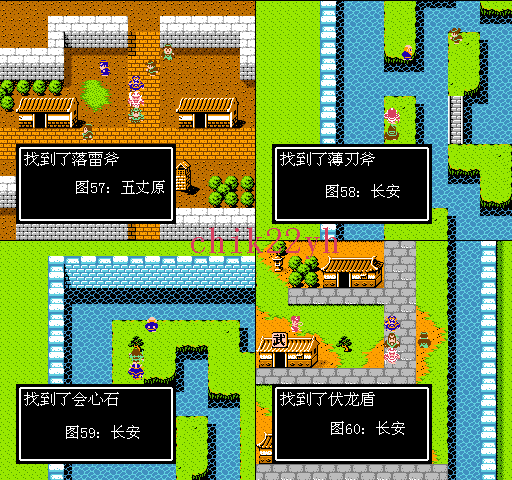 找到了落雷斧
图57：五丈原
找到了薄刃斧
图58：长安
chik22vh
找到了会心石
图59：长安
武
找到了伏龙盾
图60：长安